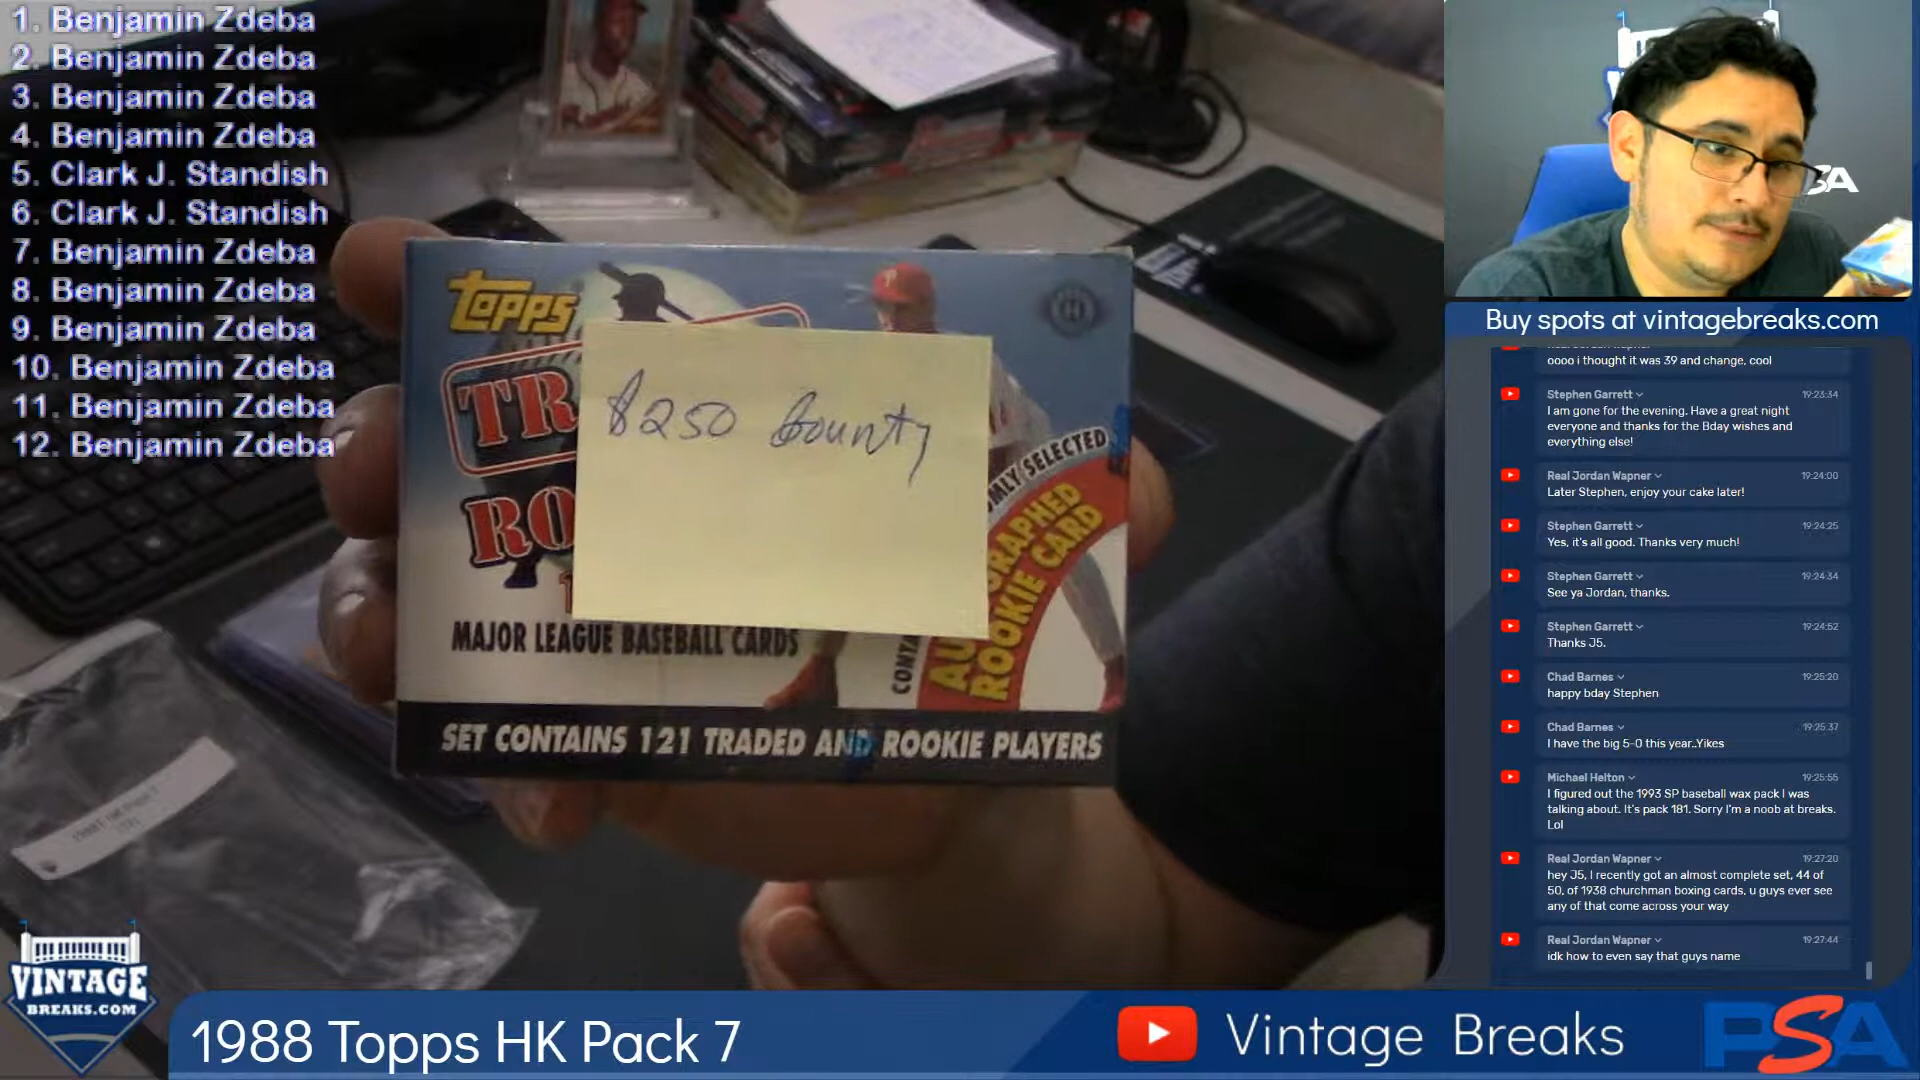 1. Benjamin Zdeba
2. Benjamin Zdeba
3. Benjamin Zdeba
4. Benjamin Zdeba
5. Clark J. Standish
6. Clark J. Standish
7. Benjamin Zdeba
8. Benjamin Zdeba
9. Benjamin Zdeba
10. Benjamin Zdeba
11. Benjamin Zdeba
12. Benjamin Zdeba
Topps
TR
RO
$250 Bounty
MAJOR LEAGUE BASEBALL CARDS
SET CONTAINS 121 TRADED AND ROOKIE PLAYERS
MLY SELECTED
GRAPHED
ROOKIE CARD
AU
CONTA
SA
Buy spots at vintagebreaks.com
oooo i thought it was 39 and change, cool
Stephen Garrett 19:23:34
I am gone for the evening. Have a great night
everyone and thanks for the Bday wishes and
everything else!
Real Jordan Wapner 19:24:00
Later Stephen, enjoy your cake later!
Stephen Garrett 19:24:25
Yes, it's all good. Thanks very much!
Stephen Garrett 19:24:34
See ya Jordan, thanks.
Stephen Garrett 19:24:52
Thanks J5.
Chad Barnes 19:25:20
happy bday Stephen
Chad Barnes 19:25:37
I have the big 5-0 this year..Yikes
Michael Helton 19:25:55
I figured out the 1993 SP baseball wax pack I was
talking about. It's pack 181. Sorry I'm a noob at breaks.
Lol
Real Jordan Wapner 19:27:20
hey J5, I recently got an almost complete set, 44 of
50, of 1938 churchman boxing cards, u guys ever see
any of that come across your way
Real Jordan Wapner 19:27:44
idk how to even say that guys name
VINTAGE
BREAKS.COM
1988 Topps HK Pack 7
Vintage Breaks
PSA